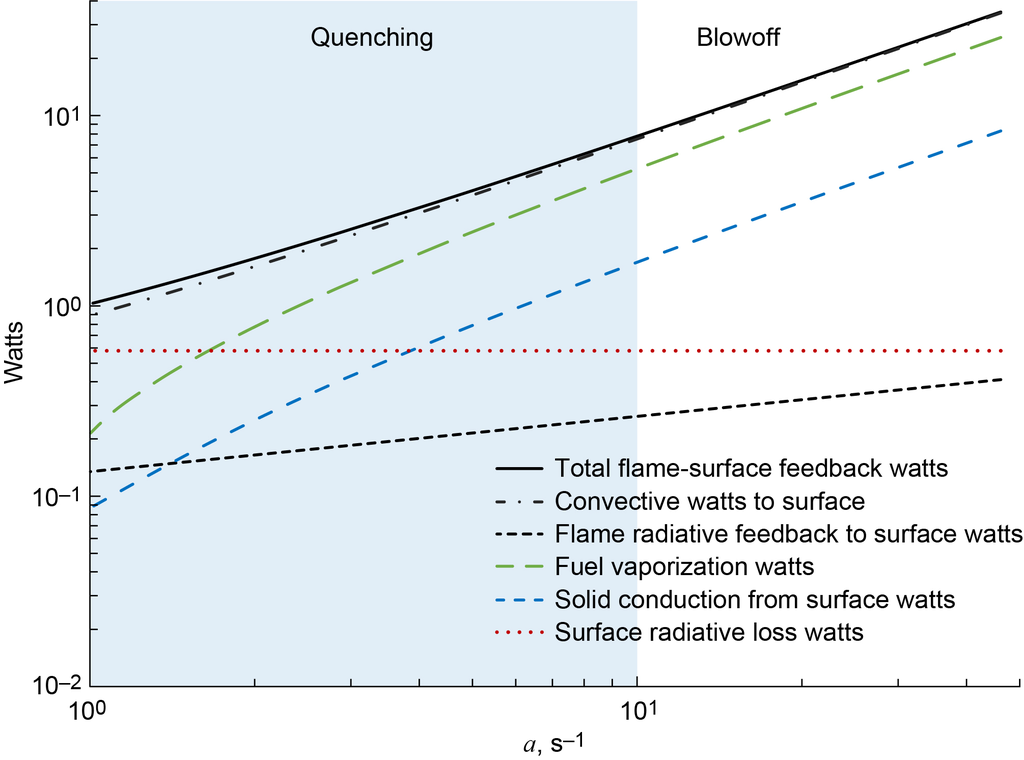 Quenching
Blowoff
10¹
10⁰
10⁻¹
10⁻²
Watts
10⁰
10¹
a, s⁻¹
Total flame-surface feedback watts
Convective watts to surface
Flame radiative feedback to surface watts
Fuel vaporization watts
Solid conduction from surface watts
Surface radiative loss watts